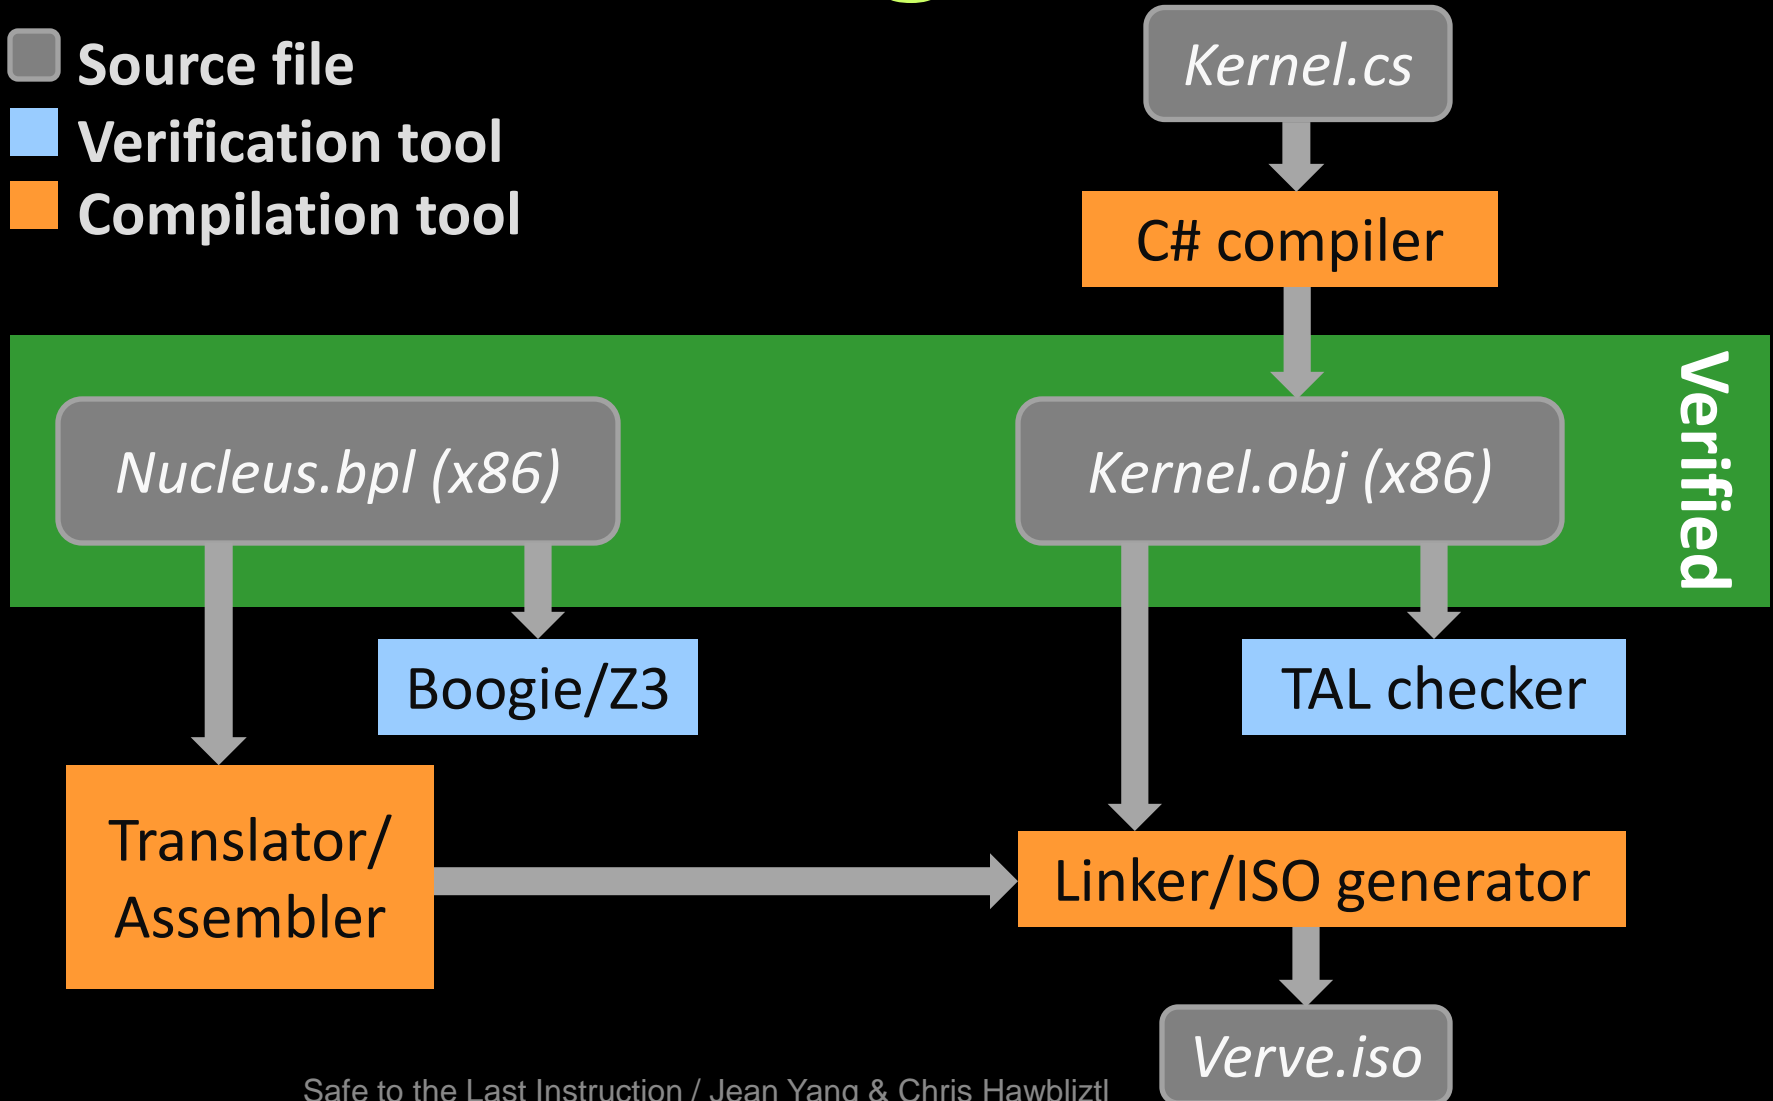 Source file
Verification tool
Compilation tool
Kernel.cs
C# compiler
Verified
Nucleus.bpl (x86)
Kernel.obj (x86)
Boogie/Z3
TAL checker
Translator/
Assembler
Linker/ISO generator
Verve.iso
Safe to the Last Instruction / Jean Yang & Chris Hawbliztl